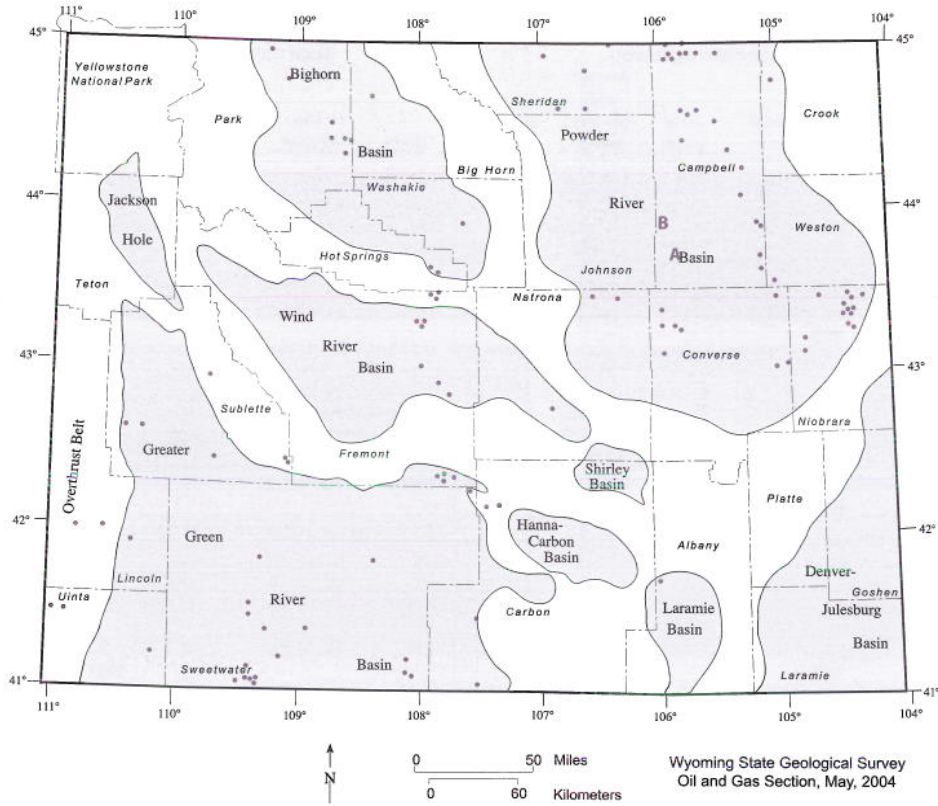 111°
110°
109°
108°
107°
106°
105°
104°
45°
45°
Yellowstone
National Park
Bighorn
Park
Sheridan
Crook
Powder
Basin
Big Horn
Campbell
Washakie
44°
44°
Jackson
Hole
River
B
Weston
A
Basin
Hot Springs
Johnson
Teton
Natrona
Wind
River
Basin
43°
43°
Converse
Sublette
Niobrara
Overthrust Belt
Greater
Fremont
Shirley
Basin
Platte
42°
42°
Green
Hanna-
Carbon
Basin
Albany
Denver-
Lincoln
Goshen
Uinta
River
Carbon
Laramie
Basin
Julesburg
Basin
Sweetwater
Basin
Laramie
41°
41°
111°
110°
109°
108°
107°
106°
105°
104°
N
0 50 Miles
0 60 Kilometers
Wyoming State Geological Survey
Oil and Gas Section, May, 2004